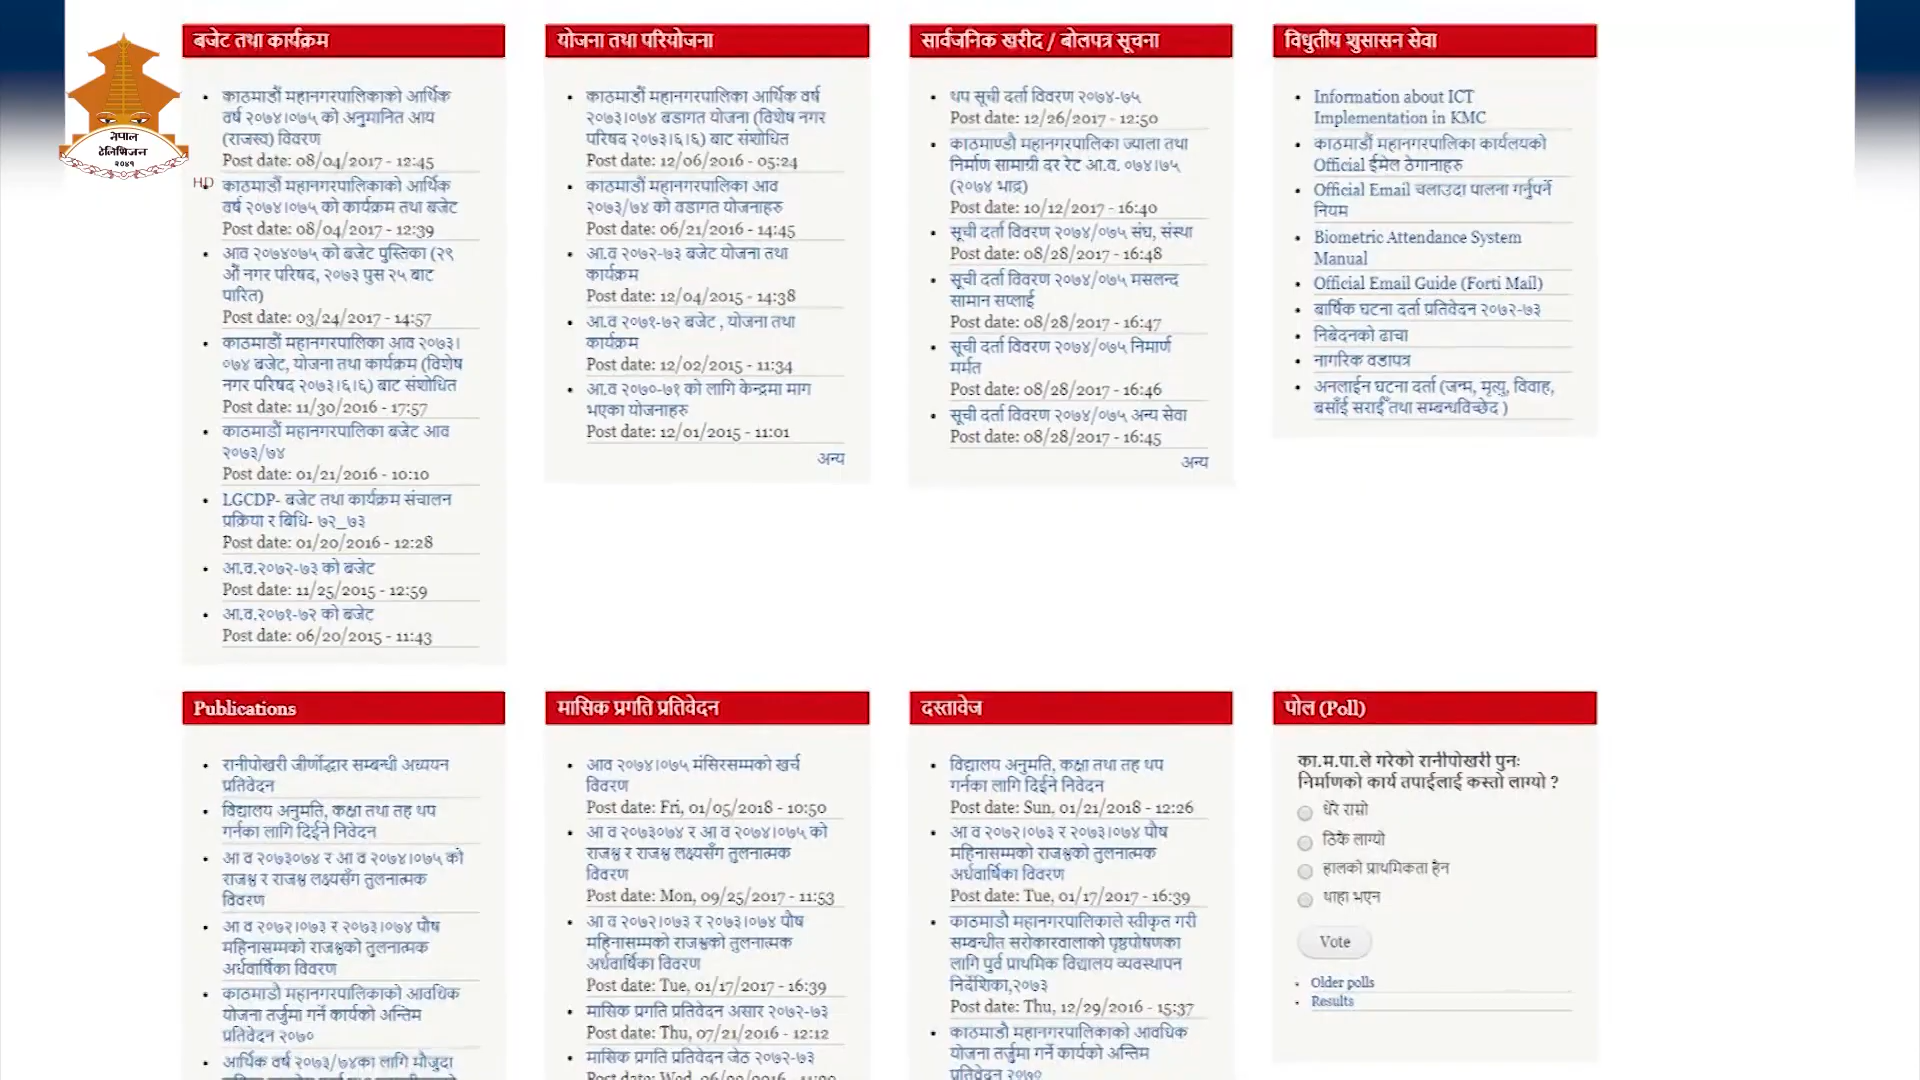 नेपाल
टेलिभिजन
२०४१
HD
बजेट तथा कार्यक्रम
काठमाडौं महानगरपालिकाको आर्थिक
वर्ष २०७४।०७५ को अनुमानित आय
(राजस्व) विवरण
Post date: 08/04/2017 - 12:45
काठमाडौं महानगरपालिकाको आर्थिक
वर्ष २०७४।०७५ को कार्यक्रम तथा बजेट
Post date: 08/04/2017 - 12:39
आव २०७४०७५ को बजेट पुस्तिका (२९
औं नगर परिषद, २०७३ पुस २५ बाट
पारित)
Post date: 03/24/2017 - 14:57
काठमाडौं महानगरपालिका आव २०७३।
०७४ बजेट, योजना तथा कार्यक्रम (विशेष
नगर परिषद २०७३।६।६) बाट संशोधित
Post date: 11/30/2016 - 17:57
काठमाडौं महानगरपालिका बजेट आव
२०७३/७४
Post date: 01/21/2016 - 10:10
LGCDP- बजेट तथा कार्यक्रम संचालन
प्रक्रिया र बिधि- ७२_७३
Post date: 01/20/2016 - 12:28
आ.व.२०७२-७३ को बजेट
Post date: 11/25/2015 - 12:59
आ.व.२०७१-७२ को बजेट
Post date: 06/20/2015 - 11:43
योजना तथा परियोजना
काठमाडौं महानगरपालिका आर्थिक वर्ष
२०७३।०७४ बडागत योजना (विशेष नगर
परिषद २०७३।६।६) बाट संशोधित
Post date: 12/06/2016 - 05:24
काठमाडौं महानगरपालिका आव
२०७३/७४ को वडागत योजनाहरु
Post date: 06/21/2016 - 14:45
आ.व २०७२-७३ बजेट योजना तथा
कार्यक्रम
Post date: 12/04/2015 - 14:38
आ.व २०७१-७२ बजेट , योजना तथा
कार्यक्रम
Post date: 12/02/2015 - 11:34
आ.व २०७०-७१ को लागि केन्द्रमा माग
भएका योजनाहरु
Post date: 12/01/2015 - 11:01
अन्य
सार्वजनिक खरीद / बोलपत्र सूचना
थप सूची दर्ता विवरण २०७४-७५
Post date: 12/26/2017 - 12:50
काठमाण्डौ महानगरपालिका ज्याला तथा
निर्माण सामाग्री दर रेट आ.व. ०७४।७५
(२०७४ भाद्र)
Post date: 10/12/2017 - 16:40
सूची दर्ता विवरण २०७४/०७५ संघ, संस्था
Post date: 08/28/2017 - 16:48
सूची दर्ता विवरण २०७४/०७५ मसलन्द
सामान सप्लाई
Post date: 08/28/2017 - 16:47
सूची दर्ता विवरण २०७४/०७५ निमार्ण
मर्मत
Post date: 08/28/2017 - 16:46
सूची दर्ता विवरण २०७४/०७५ अन्य सेवा
Post date: 08/28/2017 - 16:45
अन्य
विधुतीय शुसासन सेवा
Information about ICT
Implementation in KMC
काठमाडौं महानगरपालिका कार्यलयको
Official ईमेल ठेगानाहरु
Official Email चलाउदा पालना गर्नुपर्ने
नियम
Biometric Attendance System
Manual
Official Email Guide (Forti Mail)
बार्षिक घटना दर्ता प्रतिवेदन २०७२-७३
निबेदनको ढाचा
नागरिक वडापत्र
अनलाईन घटना दर्ता (जन्म, मृत्यु, विवाह,
बसाँई सराईँ तथा सम्बन्धविच्छेद )
Publications
रानीपोखरी जीर्णोद्धार सम्बन्धी अध्ययन
प्रतिवेदन
विद्यालय अनुमति, कक्षा तथा तह थप
गर्नका लागि दिईने निवेदन
आ व २०७३०७४ र आ व २०७४।०७५ को
राजश्व र राजश्व लक्ष्यसँग तुलनात्मक
विवरण
आ व २०७२।०७३ र २०७३।०७४ पौष
महिनासम्मको राजश्वको तुलनात्मक
अर्धवार्षिका विवरण
काठमाडौ महानगरपालिकाको आवधिक
योजना तर्जुमा गर्ने कार्यको अन्तिम
प्रतिवेदन २०७०
आर्थिक वर्ष २०७३/७४का लागि मौजुदा
मासिक प्रगति प्रतिवेदन
आव २०७४।०७५ मंसिरसम्मको खर्च
विवरण
Post date: Fri, 01/05/2018 - 10:50
आ व २०७३०७४ र आ व २०७४।०७५ को
राजश्व र राजश्व लक्ष्यसँग तुलनात्मक
विवरण
Post date: Mon, 09/25/2017 - 11:53
आ व २०७२।०७३ र २०७३।०७४ पौष
महिनासम्मको राजश्वको तुलनात्मक
अर्धवार्षिका विवरण
Post date: Tue, 01/17/2017 - 16:39
मासिक प्रगति प्रतिवेदन असार २०७२-७३
Post date: Thu, 07/21/2016 - 12:12
मासिक प्रगति प्रतिवेदन जेठ २०७२-७३
दस्तावेज
विद्यालय अनुमति, कक्षा तथा तह थप
गर्नका लागि दिईने निवेदन
Post date: Sun, 01/21/2018 - 12:26
आ व २०७२।०७३ र २०७३।०७४ पौष
महिनासम्मको राजश्वको तुलनात्मक
अर्धवार्षिका विवरण
Post date: Tue, 01/17/2017 - 16:39
काठमाडौ महानगरपालिकाले स्वीकृत गरी
सम्बन्धीत सरोकारवालाको पृष्ठपोषणका
लागि पुर्व प्राथमिक विद्यालय व्यवस्थापन
निर्देशिका,२०७३
Post date: Thu, 12/29/2016 - 15:37
काठमाडौ महानगरपालिकाको आवधिक
योजना तर्जुमा गर्ने कार्यको अन्तिम
प्रतिवेदन २०७०
पोल (Poll)
का.म.पा.ले गरेको रानीपोखरी पुनः
निर्माणको कार्य तपाईलाई कस्तो लाग्यो ?
धेरै राम्रो
ठिकै लाग्यो
हालको प्राथमिकता हैन
थाहा भएन
Vote
Older polls
Results